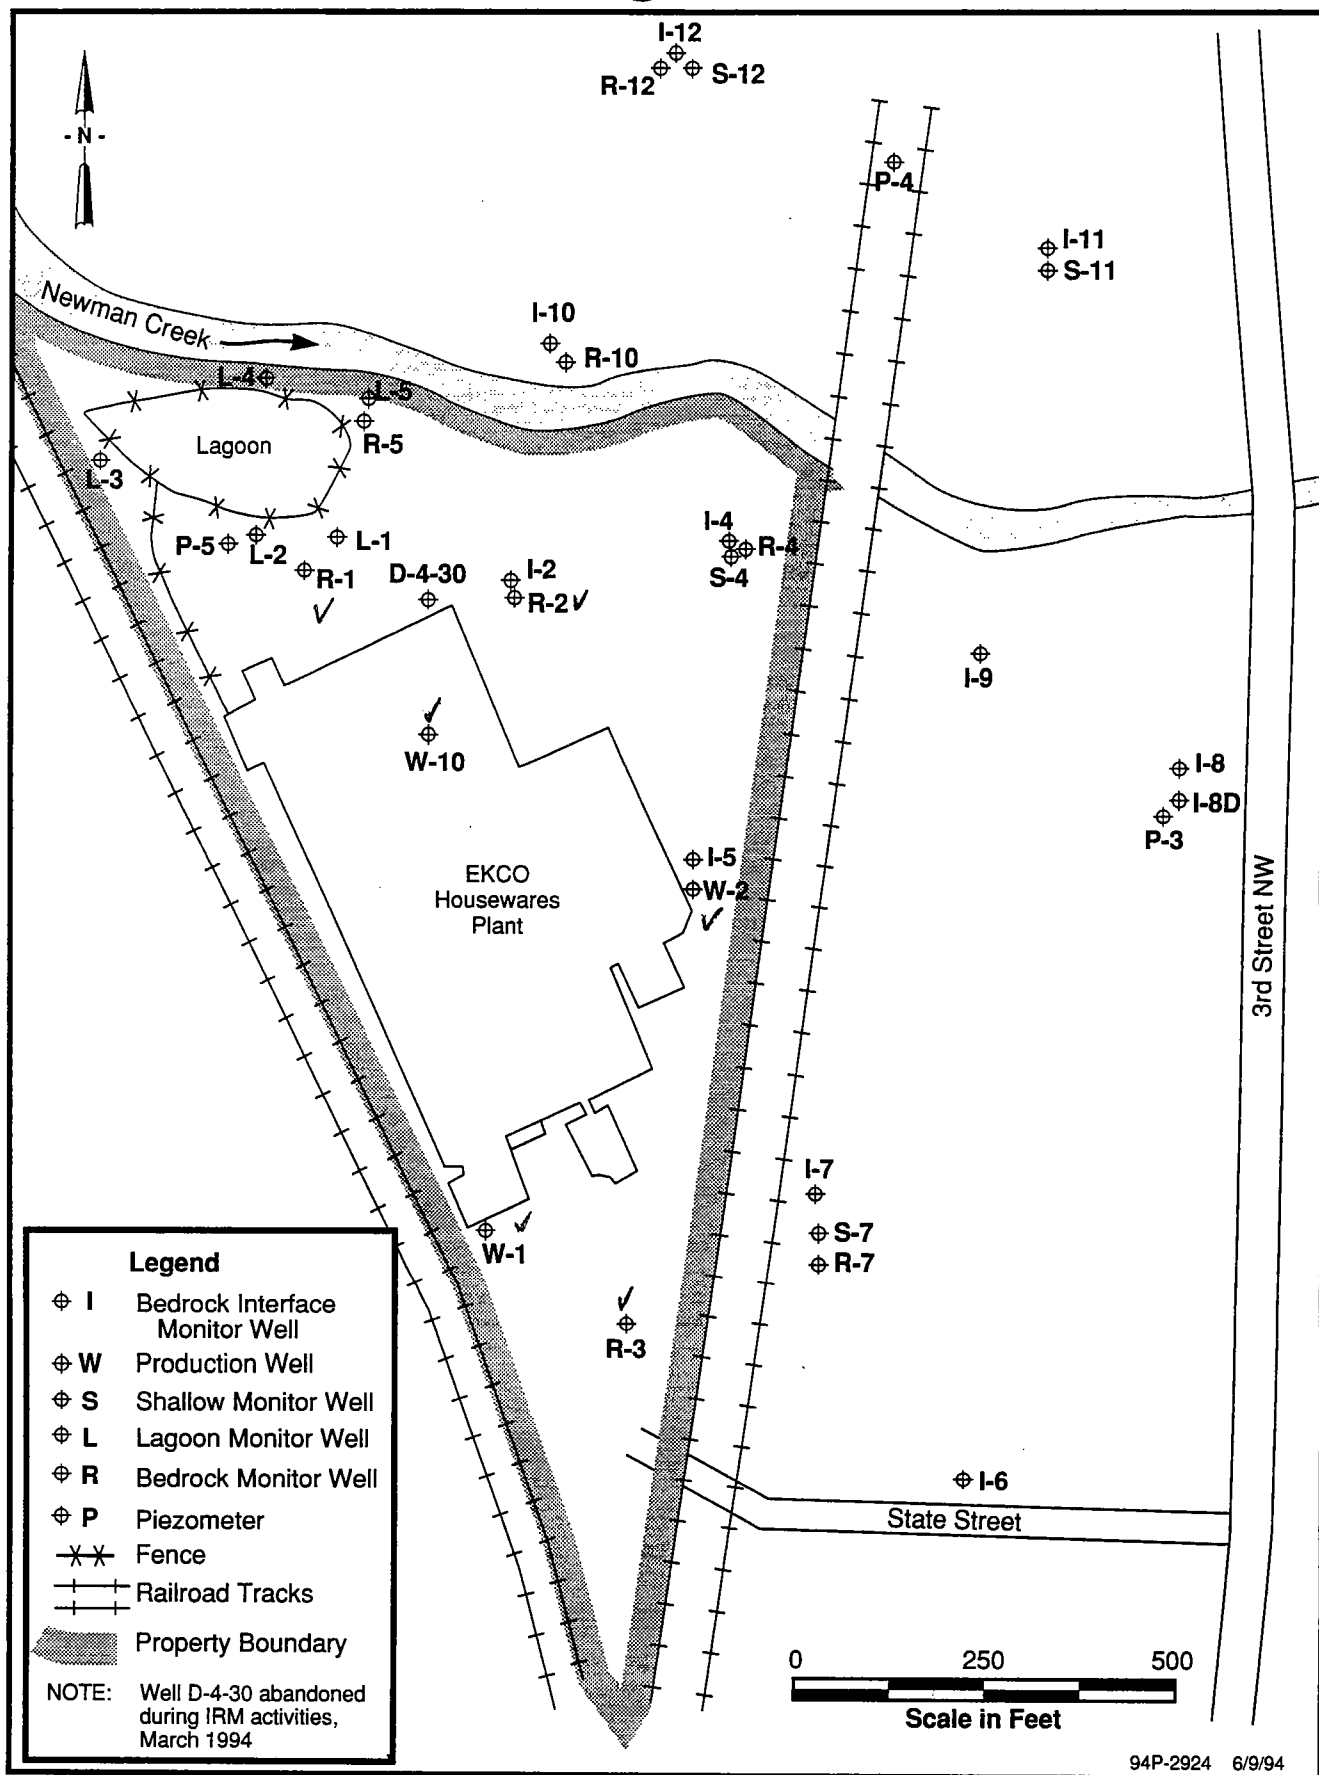 I-12
R-12
S-12
- N -
P-4
I-11
S-11
Newman Creek
I-10
R-10
L-4
L-5
R-5
Lagoon
L-3
I-4
R-4
S-4
P-5
L-2
L-1
R-1
D-4-30
I-2
R-2
I-9
W-10
I-8
I-8D
P-3
I-5
W-2
EKCO
Housewares
Plant
3rd Street NW
I-7
S-7
R-7
W-1
R-3
I-6
State Street
Legend
I Bedrock Interface
Monitor Well
W Production Well
S Shallow Monitor Well
L Lagoon Monitor Well
R Bedrock Monitor Well
P Piezometer
Fence
Railroad Tracks
Property Boundary
NOTE: Well D-4-30 abandoned
during IRM activities,
March 1994
0 250 500
Scale in Feet
94P-2924 6/9/94